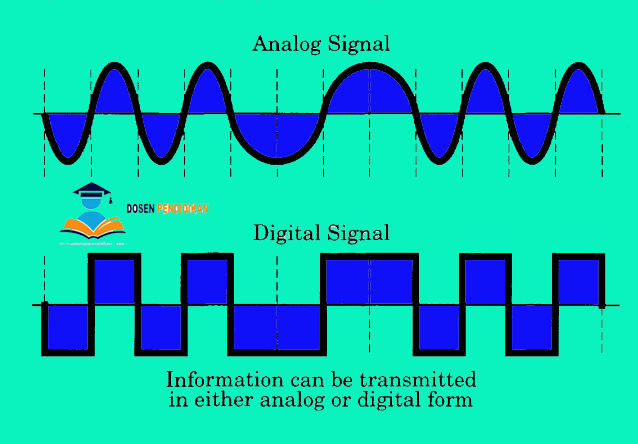 Analog Signal
DOSEN PENDIDIKAN
Digital Signal
Information can be transmitted
in either analog or digital form